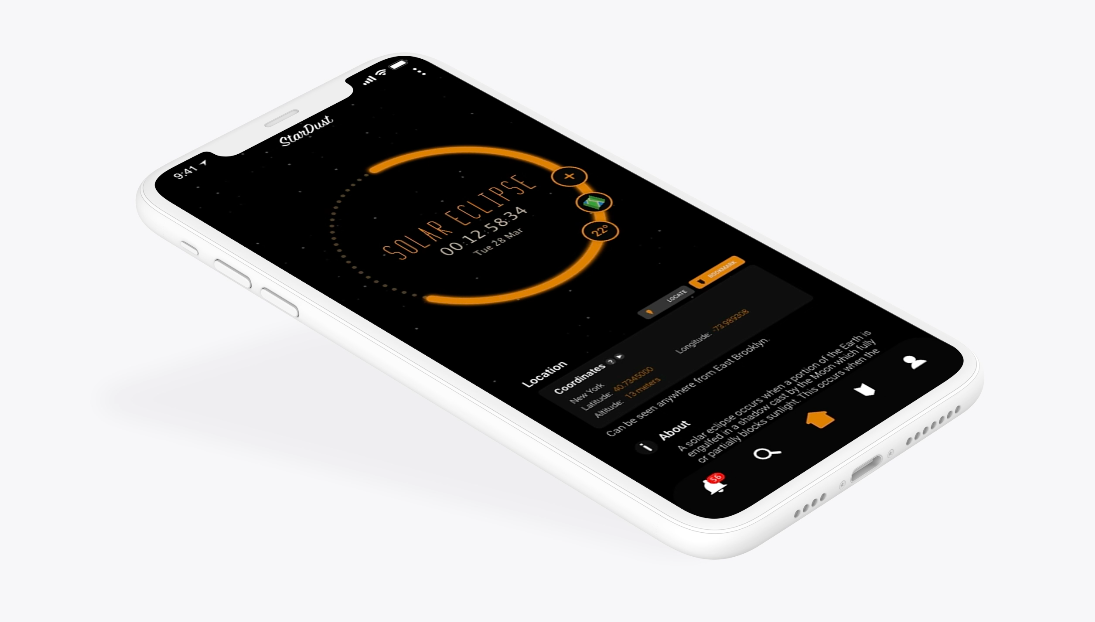 9:41
StarDust
SOLAR ECLIPSE
00:12:58:34
Tue 28 Mar
22°
LOCATE
BOOKMARK
Location
Coordinates
New York
Latitude: 40.7345000
Longitude: -73.989308
Altitude: 13 meters
Can be seen anywhere from East Brooklyn
About
A solar eclipse occurs when a portion of the Earth is
engulfed in a shadow cast by the Moon which fully
or partially blocks sunlight. This occurs when the